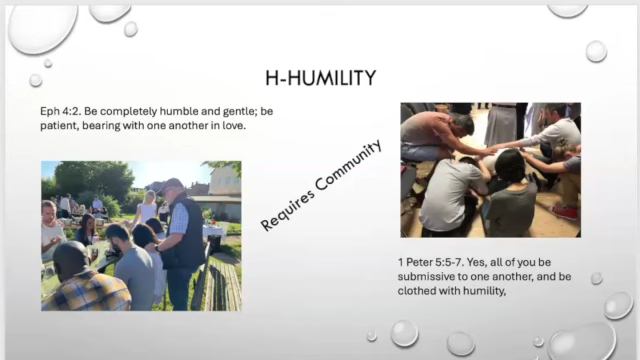 H-HUMILITY
Eph 4:2. Be completely humble and gentle; be
patient, bearing with one another in love.
Requires Community
1 Peter 5:5-7. Yes, all of you be
submissive to one another, and be
clothed with humility,